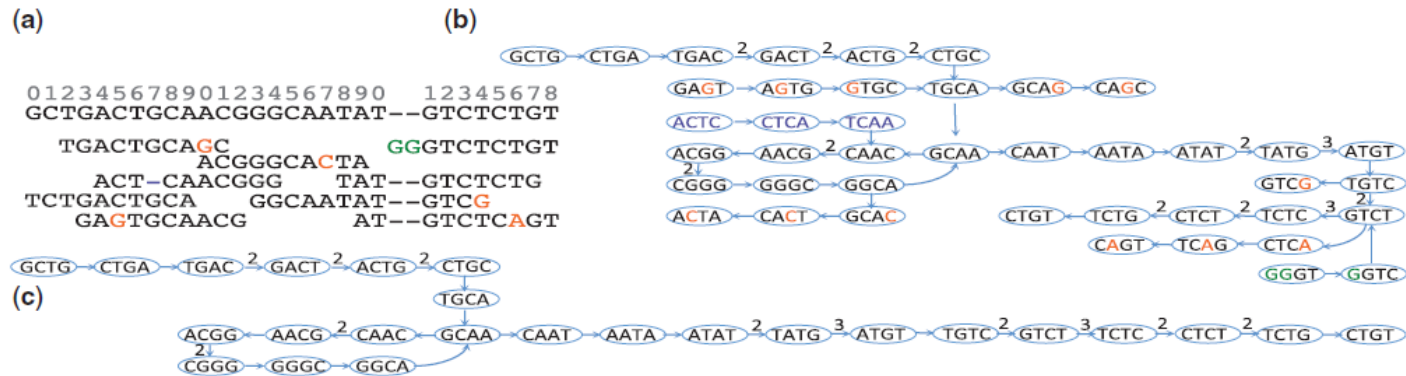 (a)
012345678901234567890 12345678
GCTGACTGCAACGGGCAATAT--GTCTCTGT
TGACTGCAGC GGGTCTCTGT
ACGGGCACTA
ACT-CAACGGG TAT--GTCTCTG
TCTGACTGCA GGCAATAT--GTCG
GAGTGCAACG AT--GTCTCAGT
(b)
GCTG CTGA TGAC 2 GACT 2 ACTG 2 CTGC
GAGT AGTG GTGC TGCA GCAG CAGC
ACTC CTCA TCAA
ACGG AACG 2 CAAC GCAA CAAT AATA ATAT 2 TATG 3 ATGT
2
CGGG GGGC GGCA GTCG TGTC
2
ACTA CACT GCAC CTGT TCTG 2 CTCT 2 TCTC 3 GTCT
CAGT TCAG CTCA
GGGT GGTC
(c)
GCTG CTGA TGAC 2 GACT 2 ACTG 2 CTGC
TGCA
ACGG AACG 2 CAAC GCAA CAAT AATA ATAT 2 TATG 3 ATGT TGTC 2 GTCT 3 TCTC 2 CTCT 2 TCTG CTGT
2
CGGG GGGC GGCA